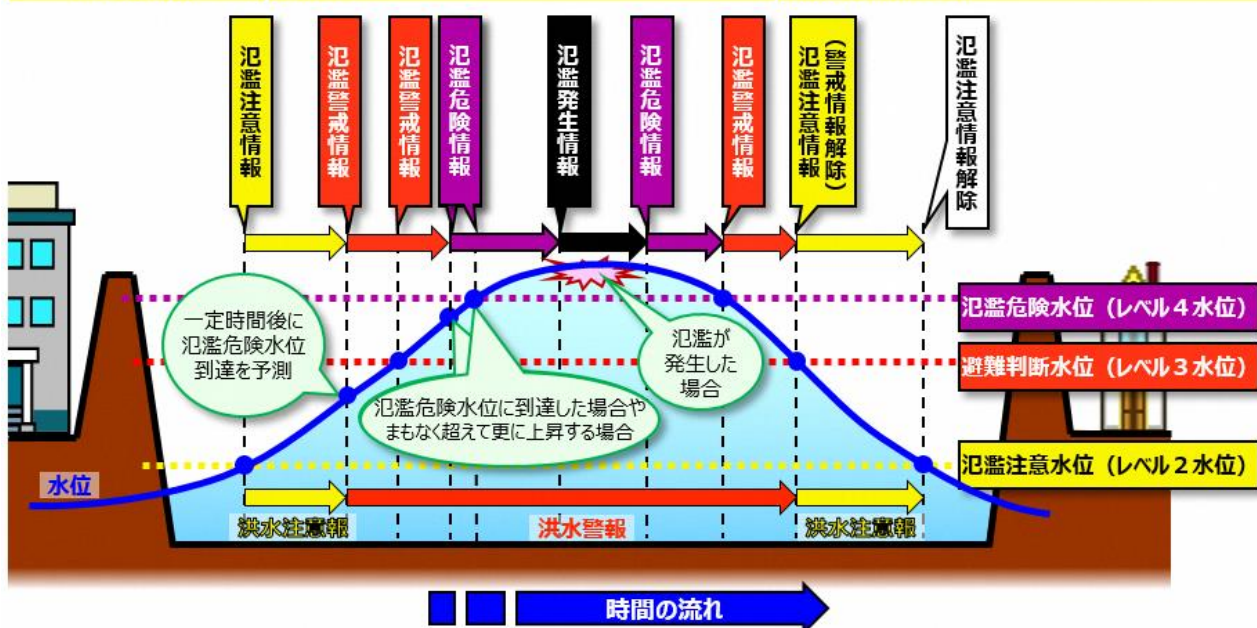 氾濫注意情報
氾濫警戒情報
氾濫警戒情報
氾濫危険情報
氾濫発生情報
氾濫危険情報
氾濫警戒情報
(警戒情報解除)
氾濫注意情報
氾濫注意情報解除
一定時間後に
氾濫危険水位
到達を予測
氾濫危険水位に到達した場合や
まもなく超えて更に上昇する場合
氾濫が
発生した
場合
氾濫危険水位(レベル4水位)
避難判断水位(レベル3水位)
氾濫注意水位(レベル2水位)
水位
洪水注意報
洪水警報
洪水注意報
時間の流れ